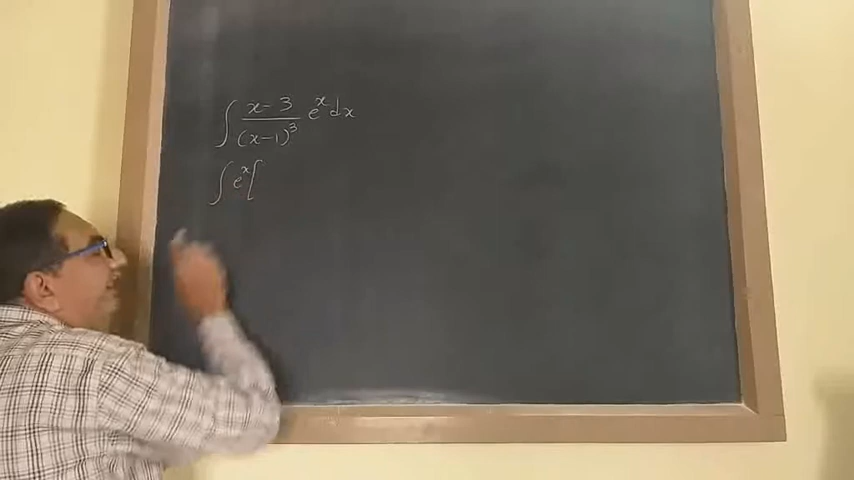 ∫ x-3/(x-1)³ eˣ dx
∫ eˣ [